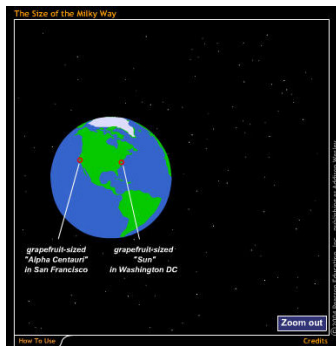 The Size of the Milky Way
grapefruit-sized
"Alpha Centauri"
in San Francisco
grapefruit-sized
"Sun"
in Washington DC
Zoom out
How To Use
Credits